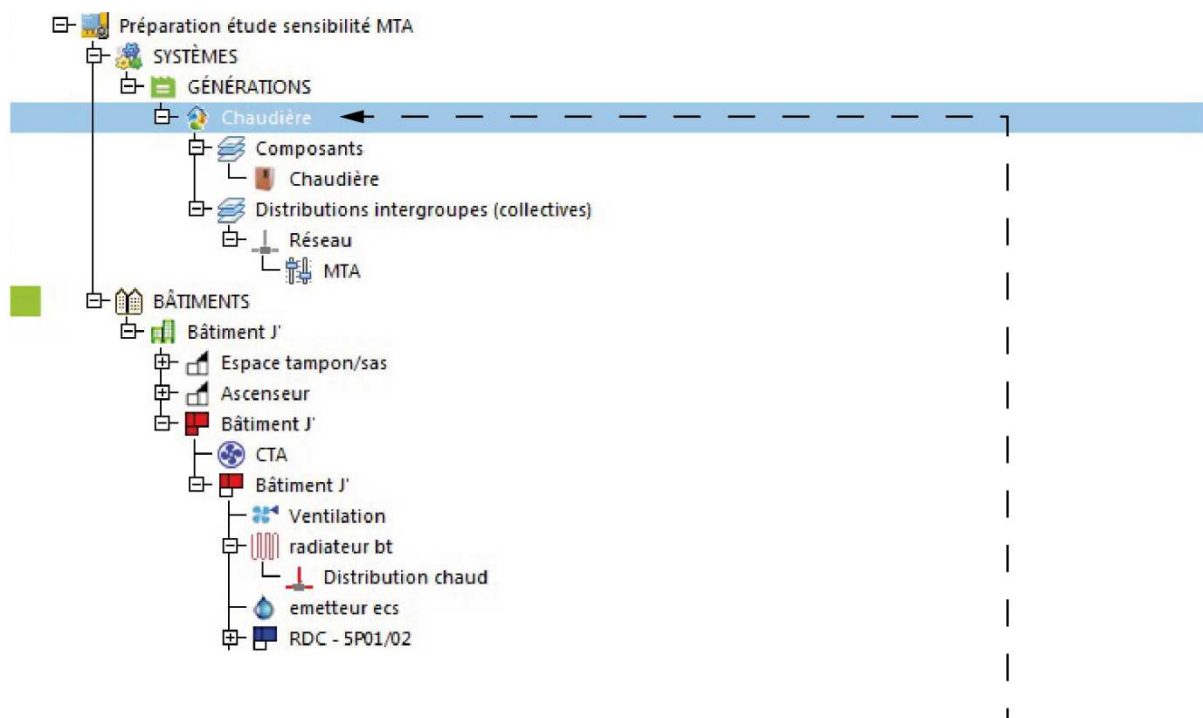 Préparation étude sensibilité MTA
SYSTÈMES
GÉNÉRATIONS
Chaudière
Composants
Chaudière
Distributions intergroupes (collectives)
Réseau
MTA
BÂTIMENTS
Bâtiment J'
Espace tampon/sas
Ascenseur
Bâtiment J'
CTA
Bâtiment J'
Ventilation
radiateur bt
Distribution chaud
emetteur ecs
RDC - 5P01/02